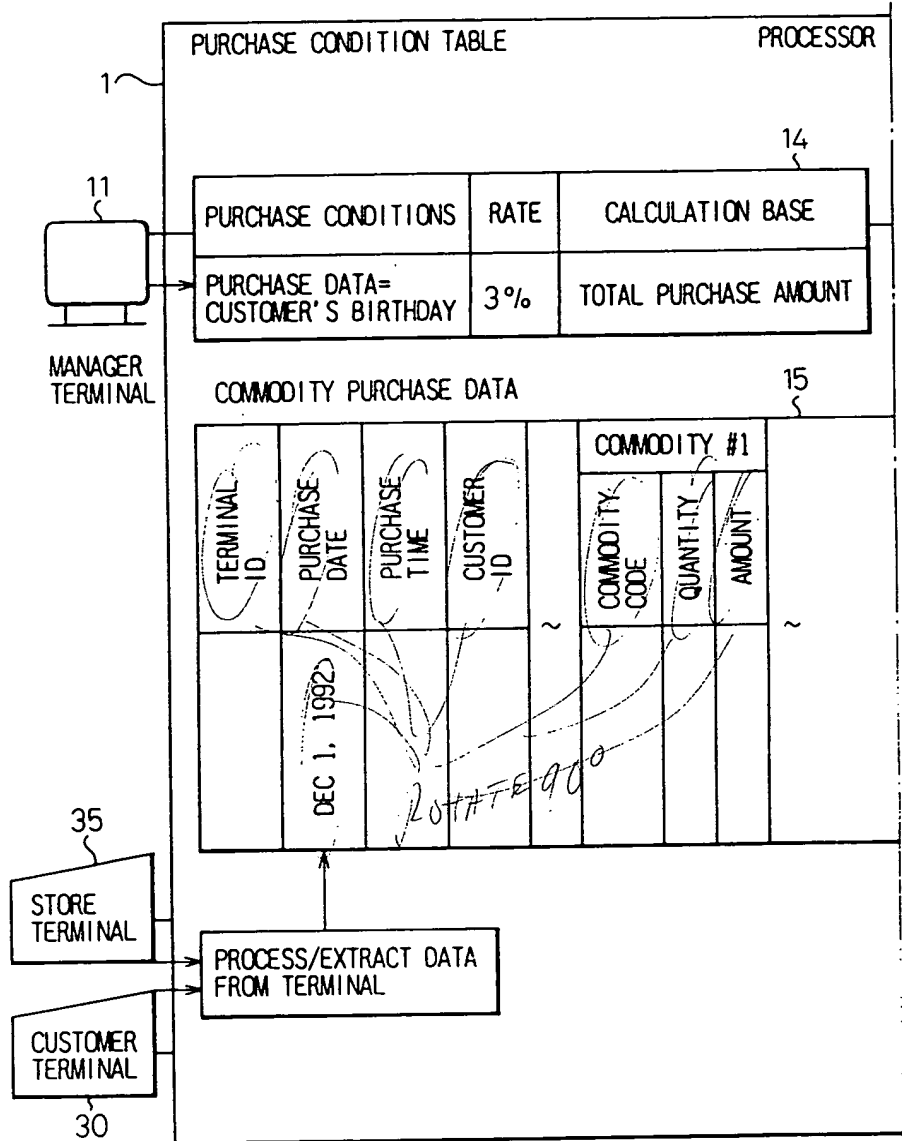 PURCHASE CONDITION TABLE
PROCESSOR
1
14
11
PURCHASE CONDITIONS
RATE
CALCULATION BASE
PURCHASE DATA=
CUSTOMER'S BIRTHDAY
3%
TOTAL PURCHASE AMOUNT
MANAGER
TERMINAL
COMMODITY PURCHASE DATA
15
TERMINAL
ID
PURCHASE
DATE
PURCHASE
TIME
CUSTOMER
ID
~
COMMODITY #1
COMMODITY
CODE
QUANTITY
AMOUNT
~
DEC 1, 1992
ROTATE 90°
35
STORE
TERMINAL
PROCESS/EXTRACT DATA
FROM TERMINAL
CUSTOMER
TERMINAL
30